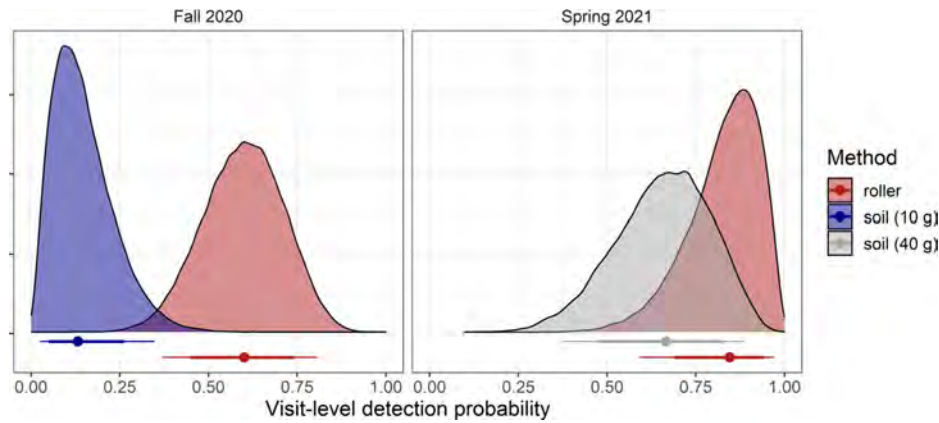 Fall 2020
Spring 2021
0.00 0.25 0.50 0.75 1.00
0.00 0.25 0.50 0.75 1.00
Visit-level detection probability
Method
roller
soil (10 g)
soil (40 g)